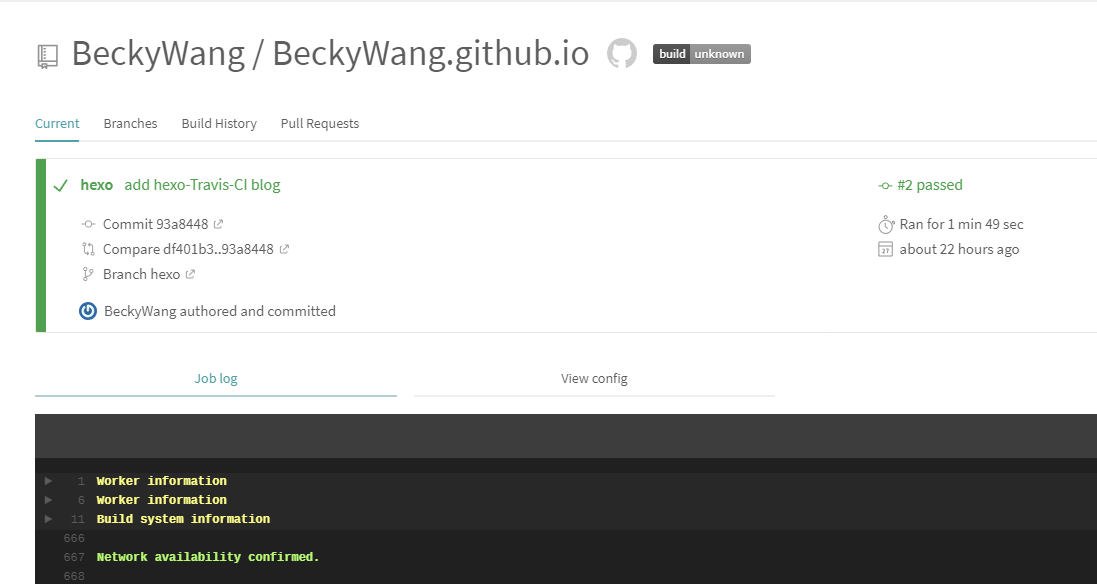 BeckyWang / BeckyWang.github.io build unknown
Current Branches Build History Pull Requests
hexo add hexo-Travis-CI blog #2 passed
Commit 93a8448 Ran for 1 min 49 sec
Compare df401b3..93a8448 27 about 22 hours ago
Branch hexo
BeckyWang authored and committed
Job log View config
1 Worker information
6 Worker information
11 Build system information
666
667 Network availability confirmed.
668